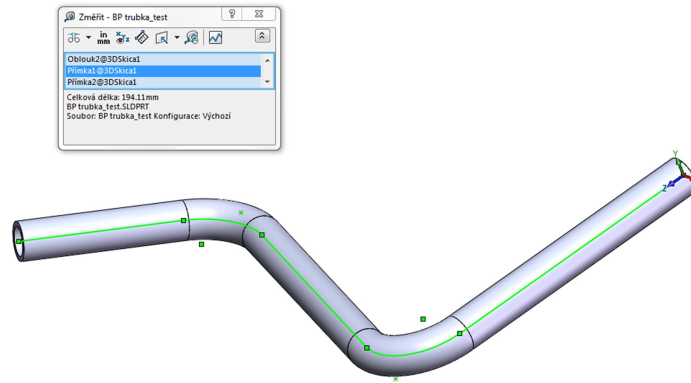 Změřit - BP trubka_test
in
mm
x y z
Oblouk2@3DSkica1
Přímka1@3DSkica1
Přímka2@3DSkica1
Celková délka: 194.11mm
BP trubka_test.SLDPRT
Soubor: BP trubka_test Konfigurace: Výchozí
Y
Z